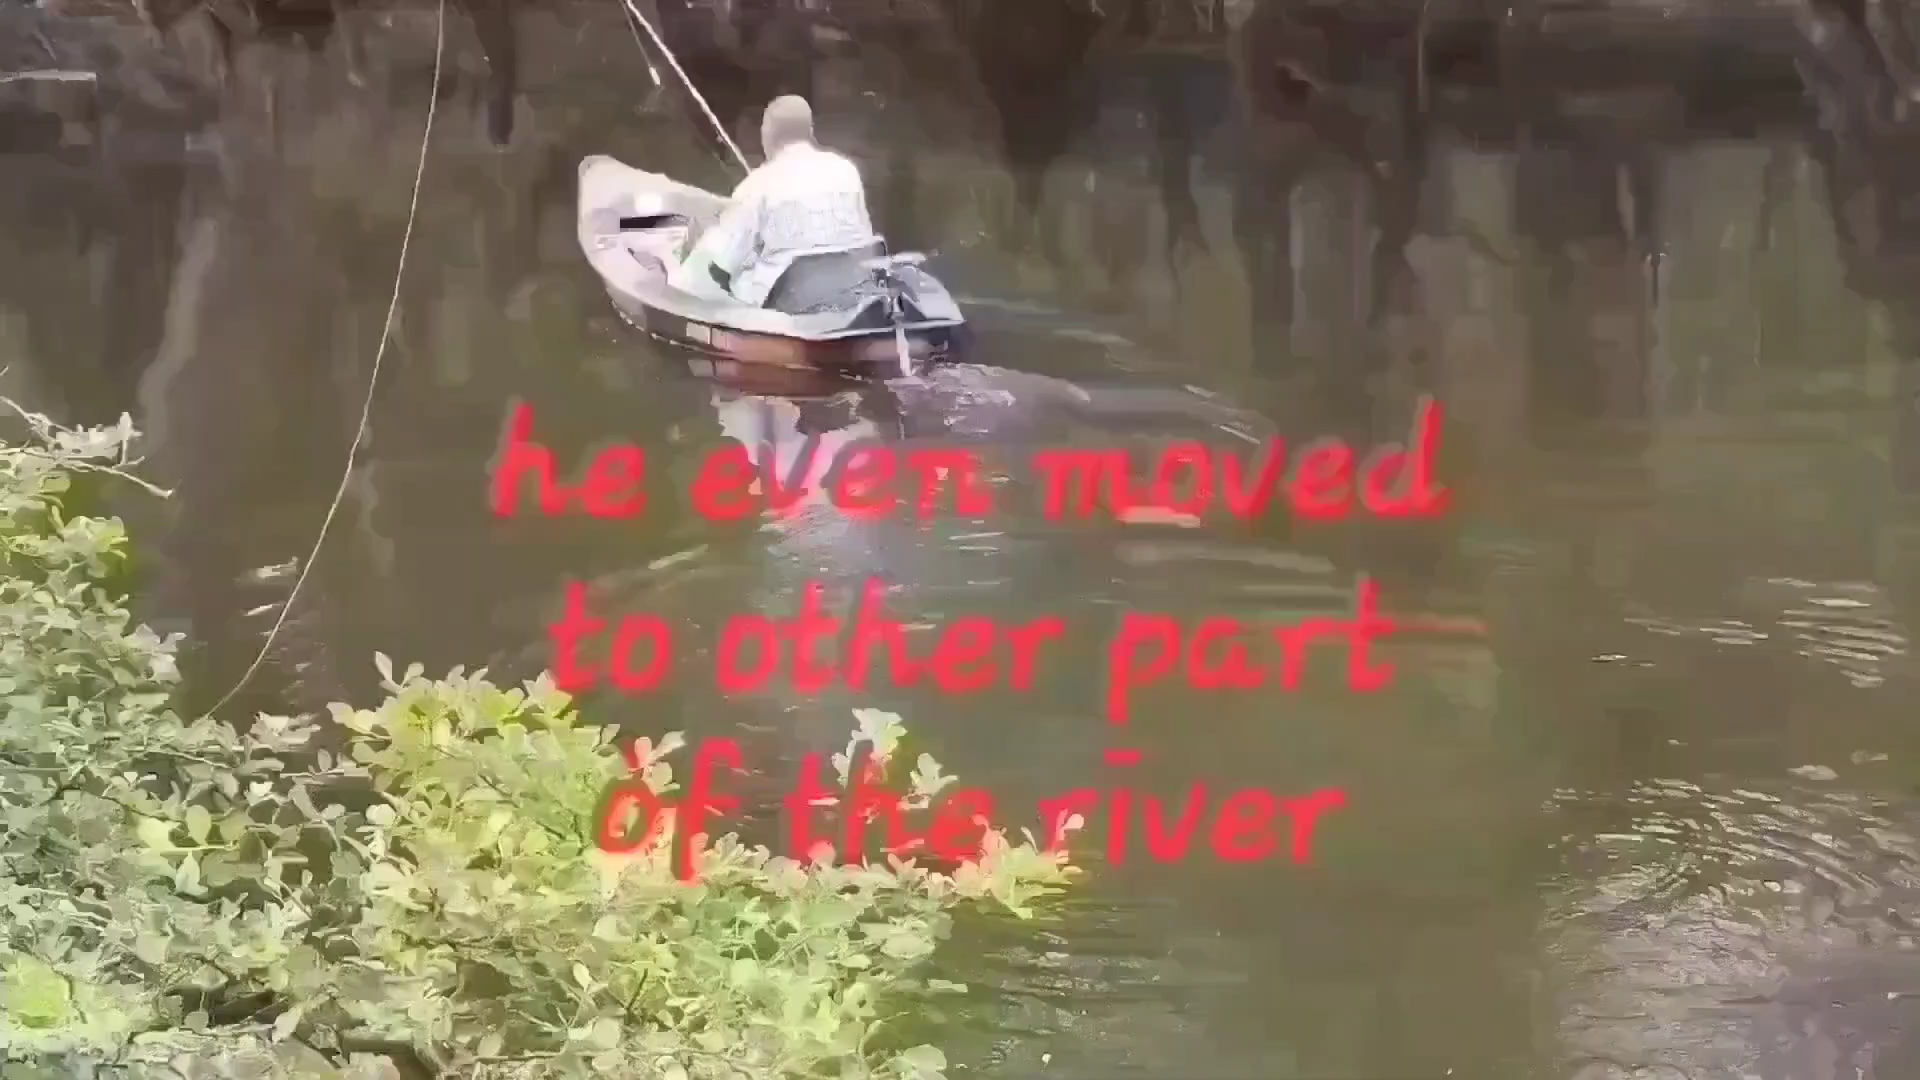 he even moved
to other part
of the river